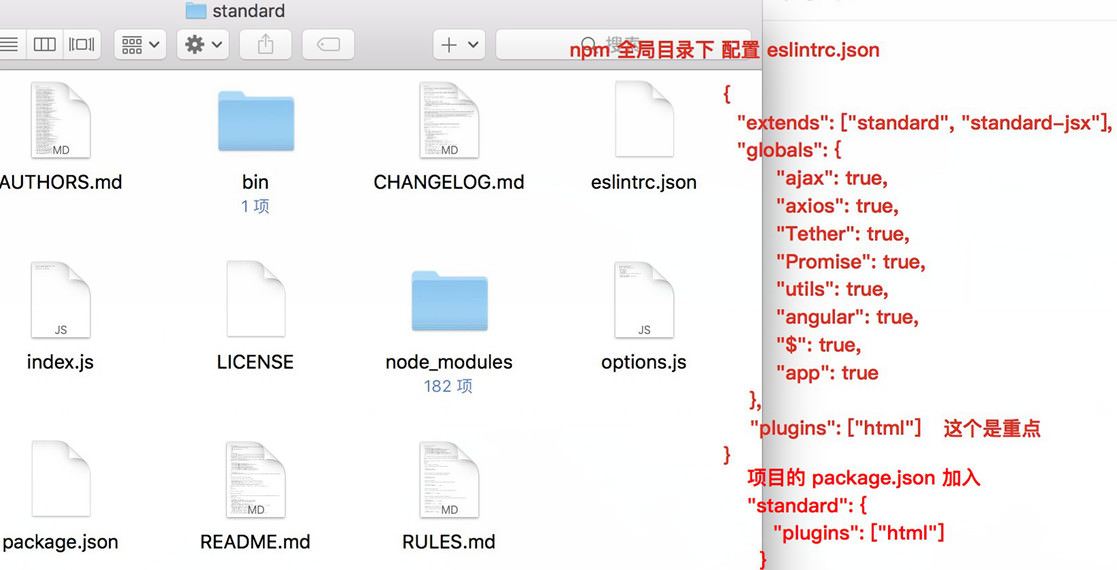 standard
搜索
npm 全局目录下 配置 eslintrc.json
MD
MD
AUTHORS.md
bin
CHANGELOG.md
eslintrc.json
1 项
JS
JS
index.js
LICENSE
node_modules
options.js
182 项
MD
MD
package.json
README.md
RULES.md
{
"extends": ["standard", "standard-jsx"],
"globals": {
"ajax": true,
"axios": true,
"Tether": true,
"Promise": true,
"utils": true,
"angular": true,
"$": true,
"app": true
},
"plugins": ["html"] 这个是重点
}
项目的 package.json 加入
"standard": {
"plugins": ["html"]
}